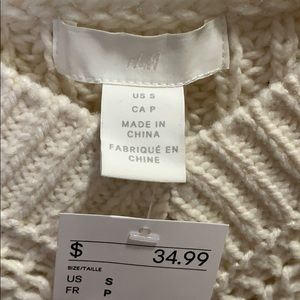 H&M
US S
CA P
MADE IN
CHINA
FABRIQUÉ EN
CHINE
$ 34.99
SIZE/TAILLE
US S
FR P